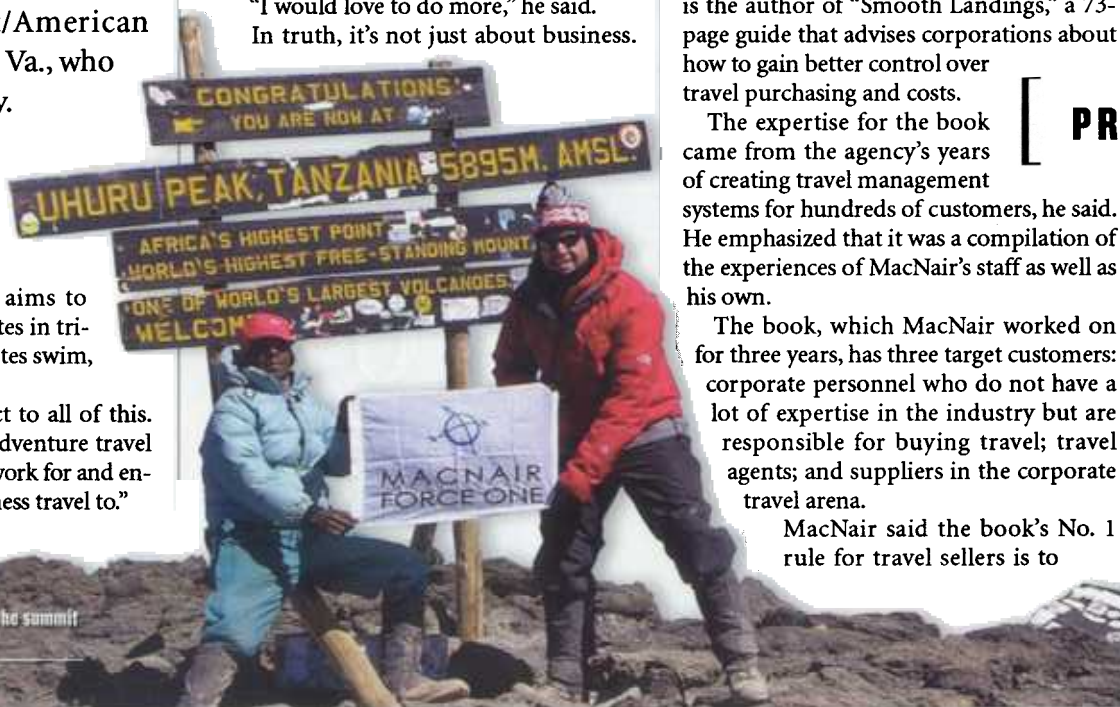 /American
Va., who
y.
aims to
tes in tri-
tes swim,
ct to all of this.
dventure travel
work for and en-
ness travel to."
he summit
"I would love to do more," he said.
In truth, it's not just about business.
CONGRATULATIONS
YOU ARE NOW AT
UHURU PEAK, TANZANIA, 5895M. AMSL.
AFRICA'S HIGHEST POINT
WORLD'S HIGHEST FREE-STANDING MOUNT
ONE OF WORLD'S LARGEST VOLCANOES.
WELCOM
MACNAIR
FORCE ONE
is the author of "Smooth Landings," a 73-
page guide that advises corporations about
how to gain better control over
travel purchasing and costs.
The expertise for the book
came from the agency's years
of creating travel management
systems for hundreds of customers, he said.
He emphasized that it was a compilation of
the experiences of MacNair's staff as well as
his own.
The book, which MacNair worked on
for three years, has three target customers:
corporate personnel who do not have a
lot of expertise in the industry but are
responsible for buying travel; travel
agents; and suppliers in the corporate
travel arena.
MacNair said the book's No. 1
rule for travel sellers is to
[ PR